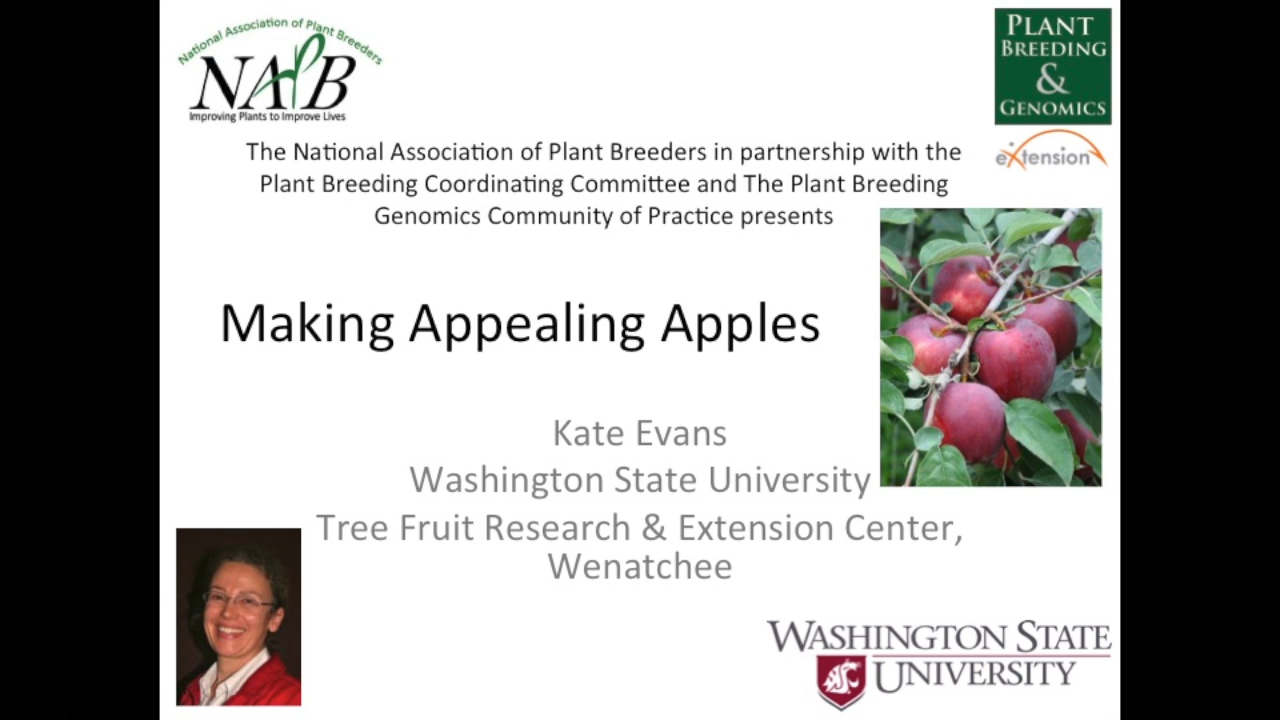 National Association of Plant Breeders
NAPB
Improving Plants to Improve Lives
PLANT
BREEDING
&
GENOMICS
eXtension
The National Association of Plant Breeders in partnership with the
Plant Breeding Coordinating Committee and The Plant Breeding
Genomics Community of Practice presents
Making Appealing Apples
Kate Evans
Washington State University
Tree Fruit Research & Extension Center,
Wenatchee
WASHINGTON STATE
UNIVERSITY